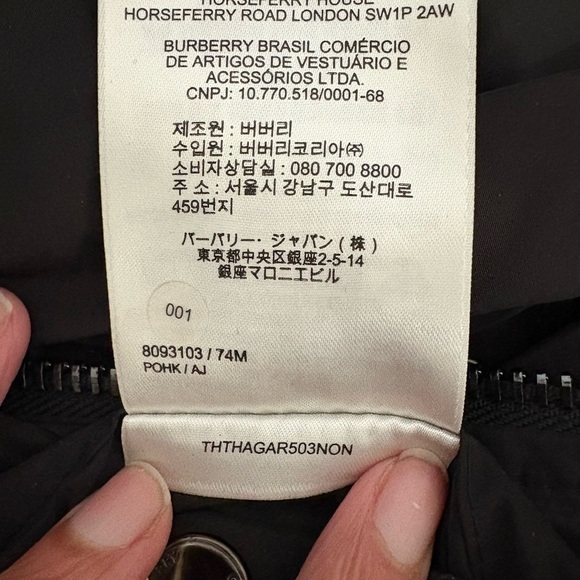 HORSEFERRY HOUSE
HORSEFERRY ROAD LONDON SW1P 2AW
BURBERRY BRASIL COMÉRCIO
DE ARTIGOS DE VESTUÁRIO E
ACESSÓRIOS LTDA.
CNPJ: 10.770.518/0001-68
제조원 : 버버리
수입원 : 버버리코리아㈜
소비자상담실 : 080 700 8800
주 소 : 서울시 강남구 도산대로
459번지
バーバリー・ジャパン ( 株 )
東京都中央区銀座2-5-14
銀座マロニエビル
001
8093103 / 74M
POHK / AJ
THTHAGAR503NON